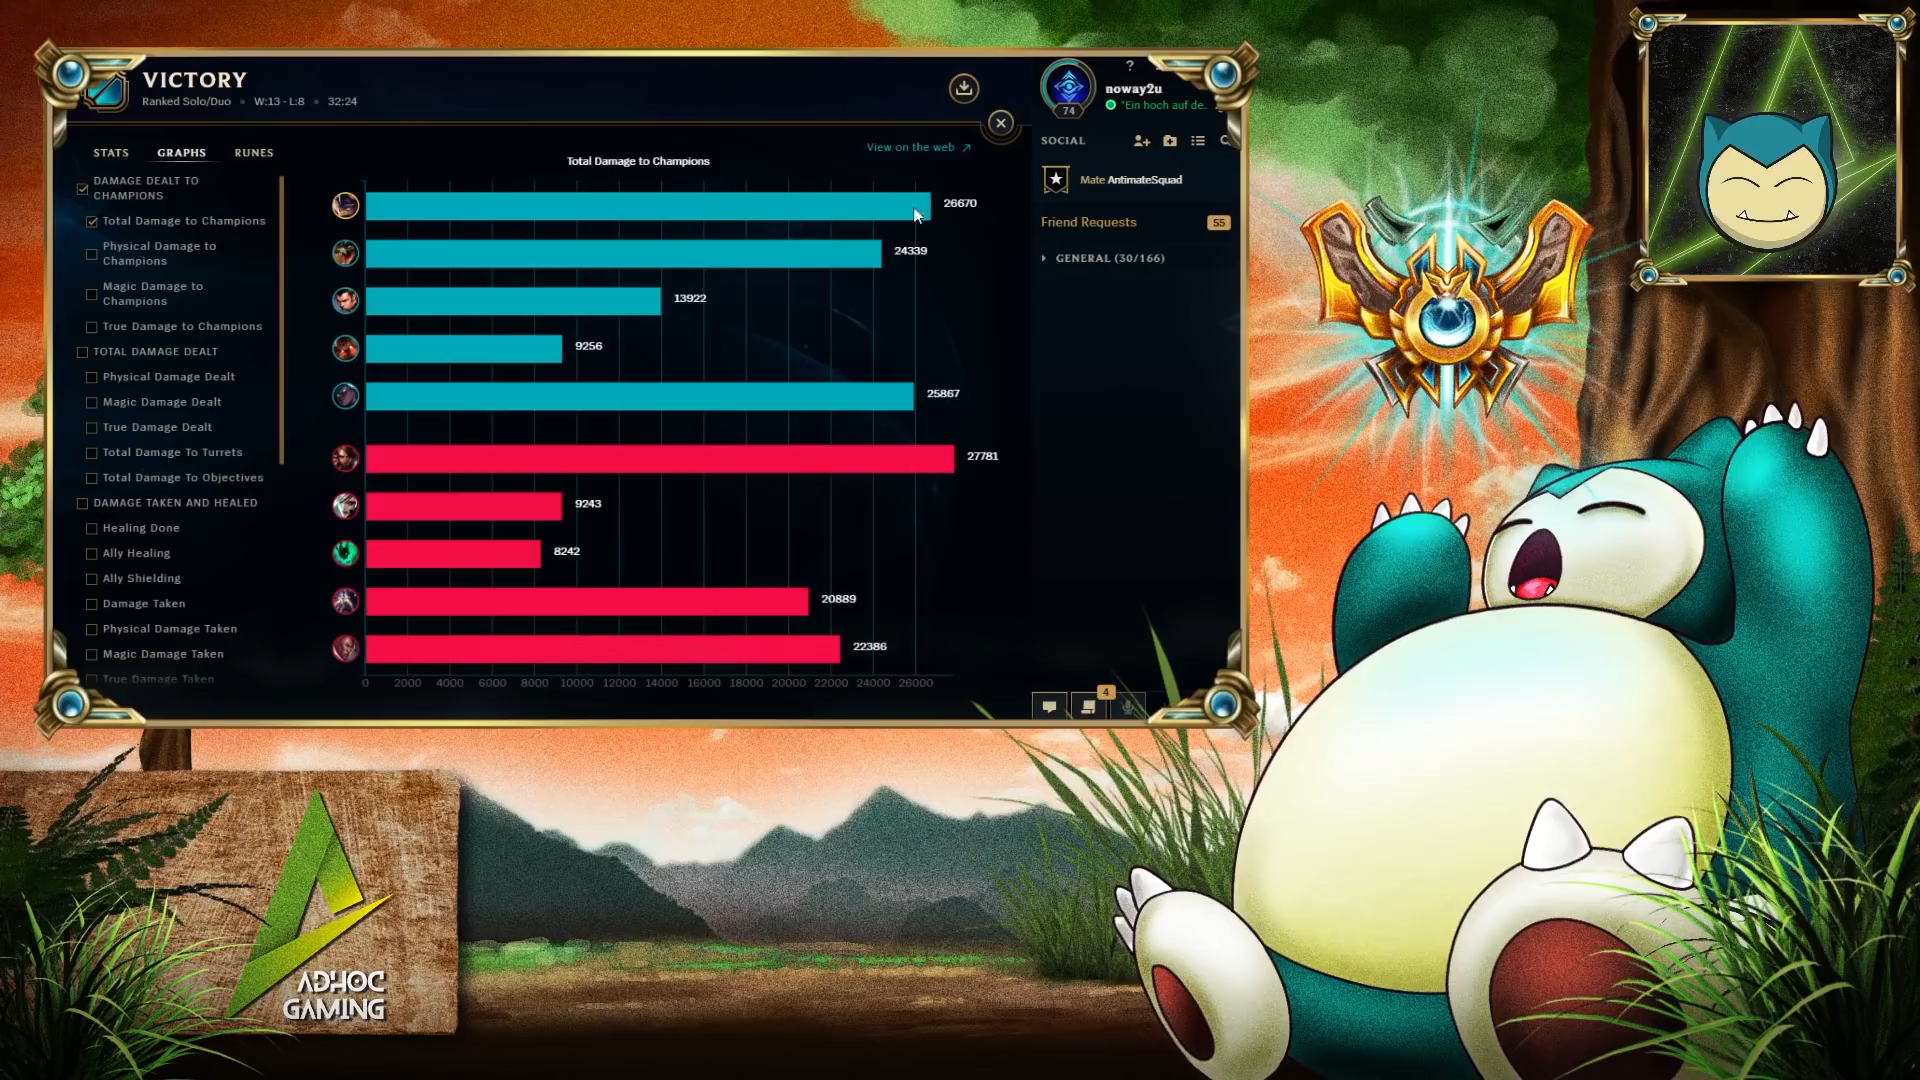 VICTORY
Ranked Solo/Duo • W:13 - L:8 • 32:24
?
74
noway2u
"Ein hoch auf de.
STATS
GRAPHS
RUNES
View on the web
Total Damage to Champions
DAMAGE DEALT TO
CHAMPIONS
Total Damage to Champions
Physical Damage to
Champions
Magic Damage to
Champions
True Damage to Champions
TOTAL DAMAGE DEALT
Physical Damage Dealt
Magic Damage Dealt
True Damage Dealt
Total Damage To Turrets
Total Damage To Objectives
DAMAGE TAKEN AND HEALED
Healing Done
Ally Healing
Ally Shielding
Damage Taken
Physical Damage Taken
Magic Damage Taken
True Damage Taken
26670
24339
13922
9256
25867
27781
9243
8242
20889
22386
0 2000 4000 6000 8000 10000 12000 14000 16000 18000 20000 22000 24000 26000
SOCIAL
Mate AntimateSquad
Friend Requests 55
GENERAL (30/166)
4
ADHOC
GAMING